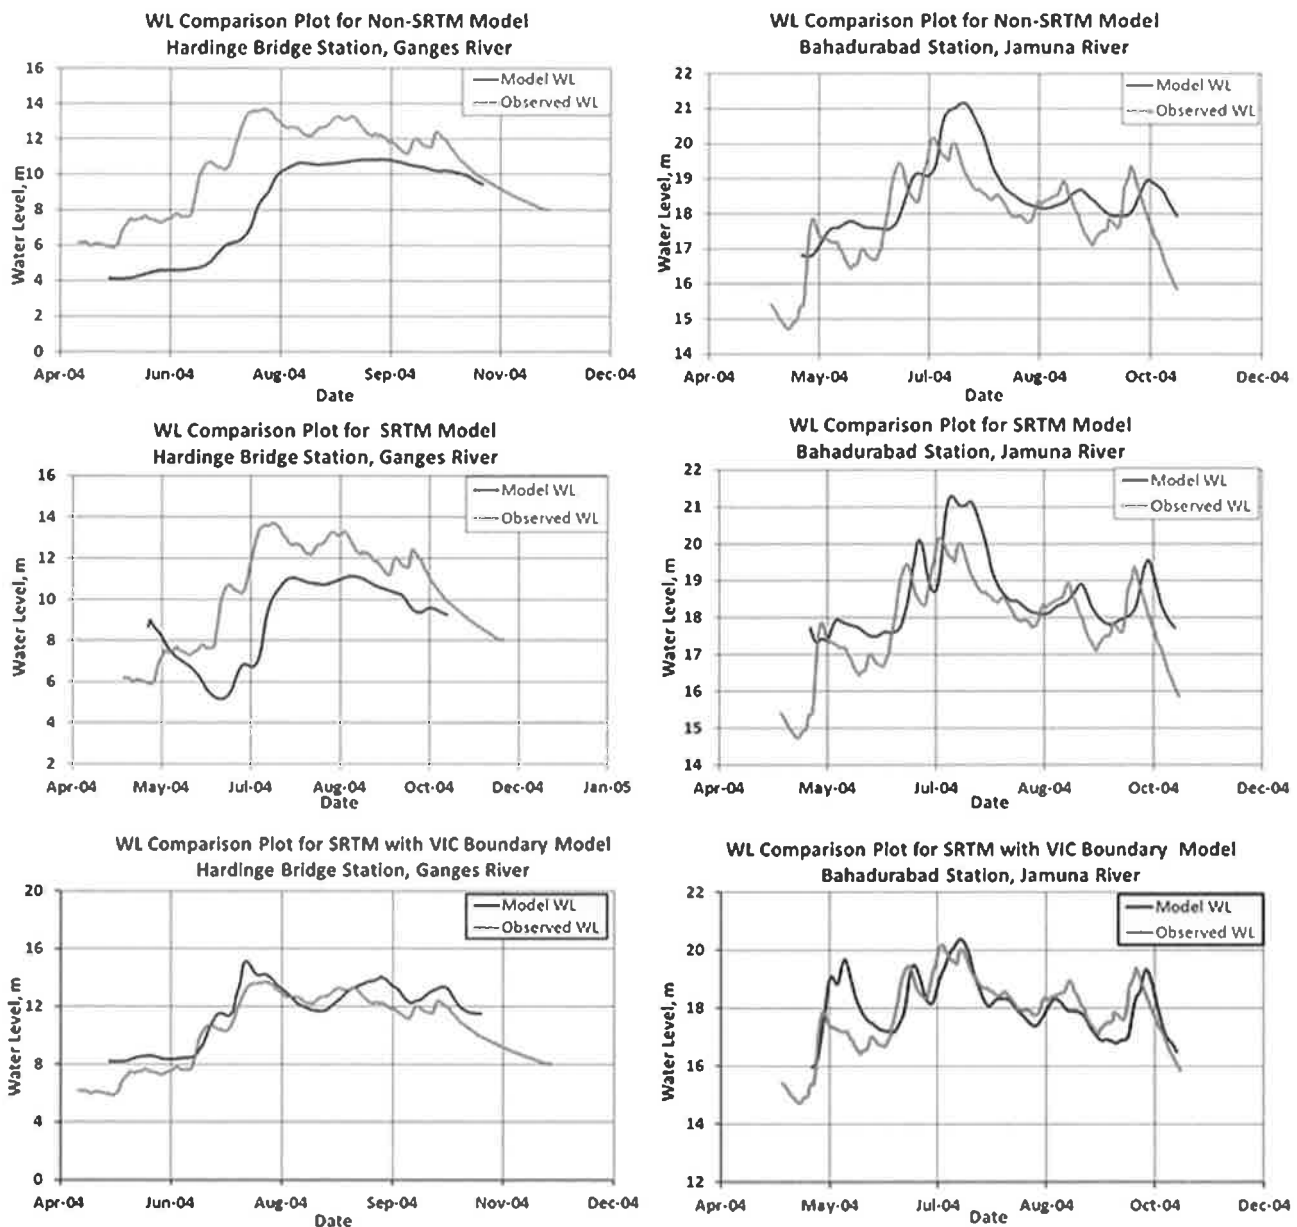 WL Comparison Plot for Non-SRTM Model
Hardinge Bridge Station, Ganges River
Model WL
Observed WL
Water Level, m
16
14
12
10
8
6
4
2
0
Apr-04 Jun-04 Aug-04 Sep-04 Nov-04 Dec-04
Date
WL Comparison Plot for Non-SRTM Model
Bahadurabad Station, Jamuna River
Model WL
Observed WL
Water Level, m
22
21
20
19
18
17
16
15
14
Apr-04 May-04 Jul-04 Aug-04 Oct-04 Dec-04
Date
WL Comparison Plot for SRTM Model
Hardinge Bridge Station, Ganges River
Model WL
Observed WL
Water Level, m
16
14
12
10
8
6
4
2
Apr-04 May-04 Jul-04 Aug-04 Oct-04 Dec-04 Jan-05
Date
WL Comparison Plot for SRTM Model
Bahadurabad Station, Jamuna River
Model WL
Observed WL
Water Level, m
22
21
20
19
18
17
16
15
14
Apr-04 May-04 Jul-04 Aug-04 Oct-04 Dec-04
Date
WL Comparison Plot for SRTM with VIC Boundary Model
Hardinge Bridge Station, Ganges River
Model WL
Observed WL
Water Level, m
20
16
12
8
4
0
Apr-04 Jun-04 Aug-04 Sep-04 Nov-04 Dec-04
Date
WL Comparison Plot for SRTM with VIC Boundary Model
Bahadurabad Station, Jamuna River
Model WL
Observed WL
Water Level, m
22
20
18
16
14
12
Apr-04 May-04 Jul-04 Aug-04 Oct-04 Dec-04
Date